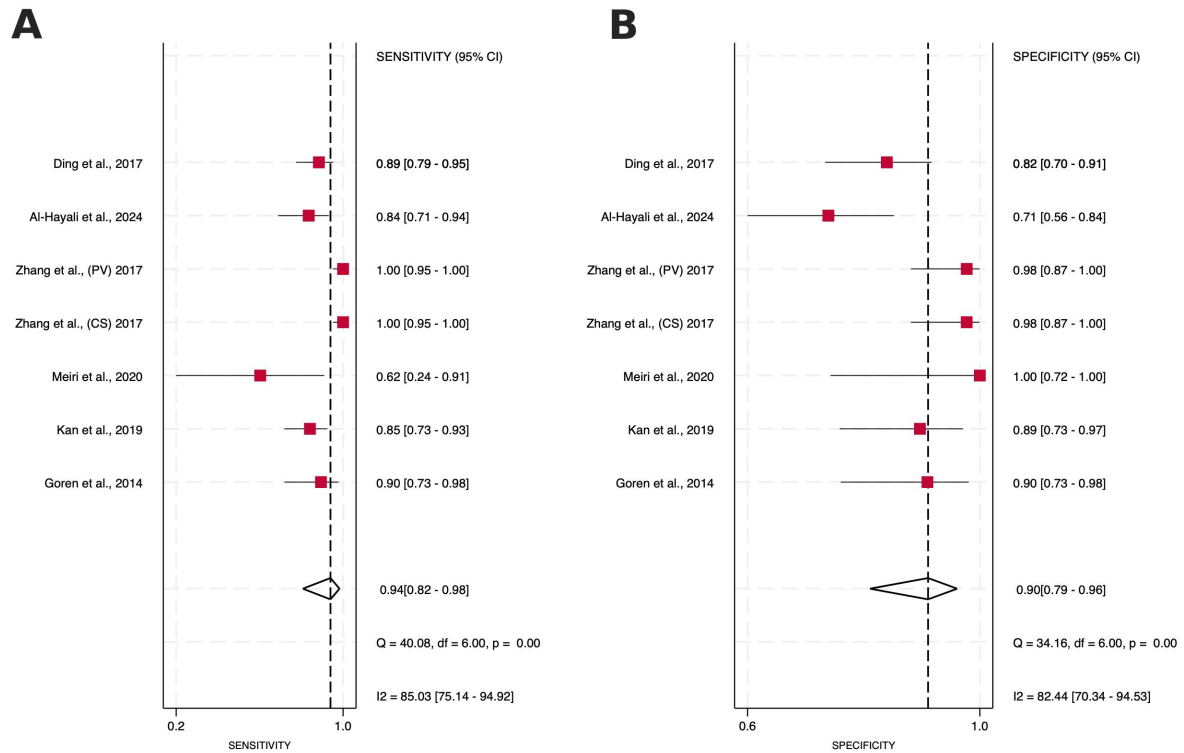 A
SENSITIVITY (95% CI)
Ding et al., 2017 0.89 [0.79 - 0.95]
Al-Hayali et al., 2024 0.84 [0.71 - 0.94]
Zhang et al., (PV) 2017 1.00 [0.95 - 1.00]
Zhang et al., (CS) 2017 1.00 [0.95 - 1.00]
Meiri et al., 2020 0.62 [0.24 - 0.91]
Kan et al., 2019 0.85 [0.73 - 0.93]
Goren et al., 2014 0.90 [0.73 - 0.98]
0.94[0.82 - 0.98]
Q = 40.08, df = 6.00, p = 0.00
I2 = 85.03 [75.14 - 94.92]
0.2 1.0
SENSITIVITY
B
SPECIFICITY (95% CI)
Ding et al., 2017 0.82 [0.70 - 0.91]
Al-Hayali et al., 2024 0.71 [0.56 - 0.84]
Zhang et al., (PV) 2017 0.98 [0.87 - 1.00]
Zhang et al., (CS) 2017 0.98 [0.87 - 1.00]
Meiri et al., 2020 1.00 [0.72 - 1.00]
Kan et al., 2019 0.89 [0.73 - 0.97]
Goren et al., 2014 0.90 [0.73 - 0.98]
0.90[0.79 - 0.96]
Q = 34.16, df = 6.00, p = 0.00
I2 = 82.44 [70.34 - 94.53]
0.6 1.0
SPECIFICITY